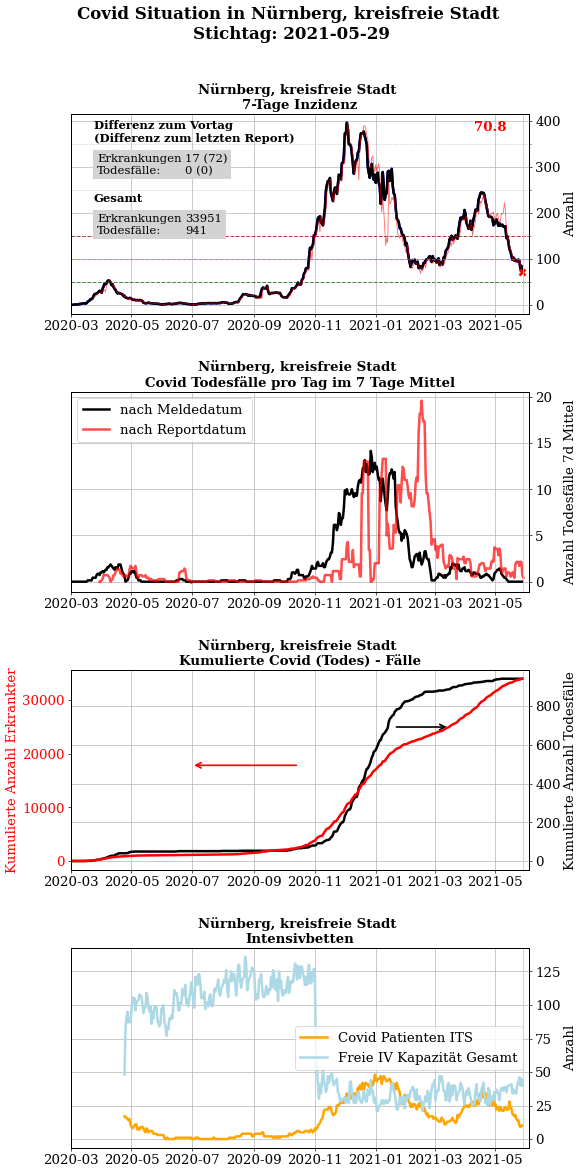 Covid Situation in Nürnberg, kreisfreie Stadt
Stichtag: 2021-05-29
Nürnberg, kreisfreie Stadt
7-Tage Inzidenz
Differenz zum Vortag
(Differenz zum letzten Report)
Erkrankungen 17 (72)
Todesfälle: 0 (0)
Gesamt
Erkrankungen 33951
Todesfälle: 941
70.8
400
300
200
100
0
Anzahl
2020-03 2020-05 2020-07 2020-09 2020-11 2021-01 2021-03 2021-05
Nürnberg, kreisfreie Stadt
Covid Todesfälle pro Tag im 7 Tage Mittel
nach Meldedatum
nach Reportdatum
20
15
10
5
0
Anzahl Todesfälle 7d Mittel
2020-03 2020-05 2020-07 2020-09 2020-11 2021-01 2021-03 2021-05
Nürnberg, kreisfreie Stadt
Kumulierte Covid (Todes) - Fälle
Kumulierte Anzahl Erkrankter
30000
20000
10000
0
800
600
400
200
0
Kumulierte Anzahl Todesfälle
2020-03 2020-05 2020-07 2020-09 2020-11 2021-01 2021-03 2021-05
Nürnberg, kreisfreie Stadt
Intensivbetten
Covid Patienten ITS
Freie IV Kapazität Gesamt
125
100
75
50
25
0
Anzahl
2020-03 2020-05 2020-07 2020-09 2020-11 2021-01 2021-03 2021-05